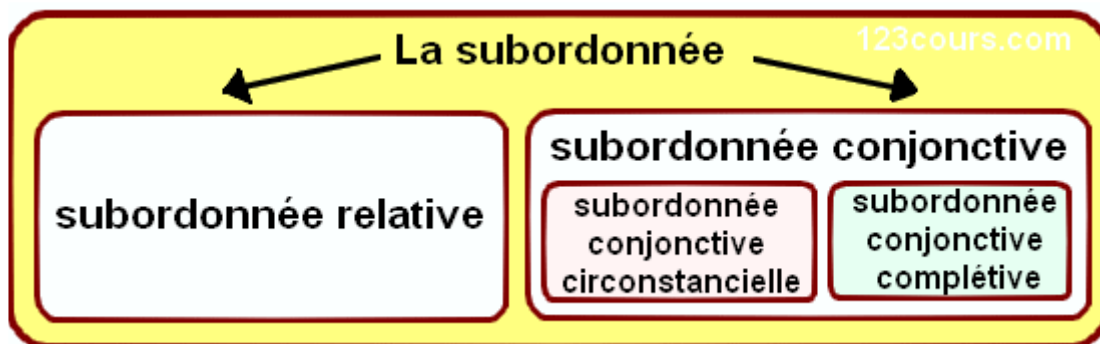 123cours.com
La subordonnée
subordonnée relative
subordonnée conjonctive
subordonnée
conjonctive
circonstancielle
subordonnée
conjonctive
complétive